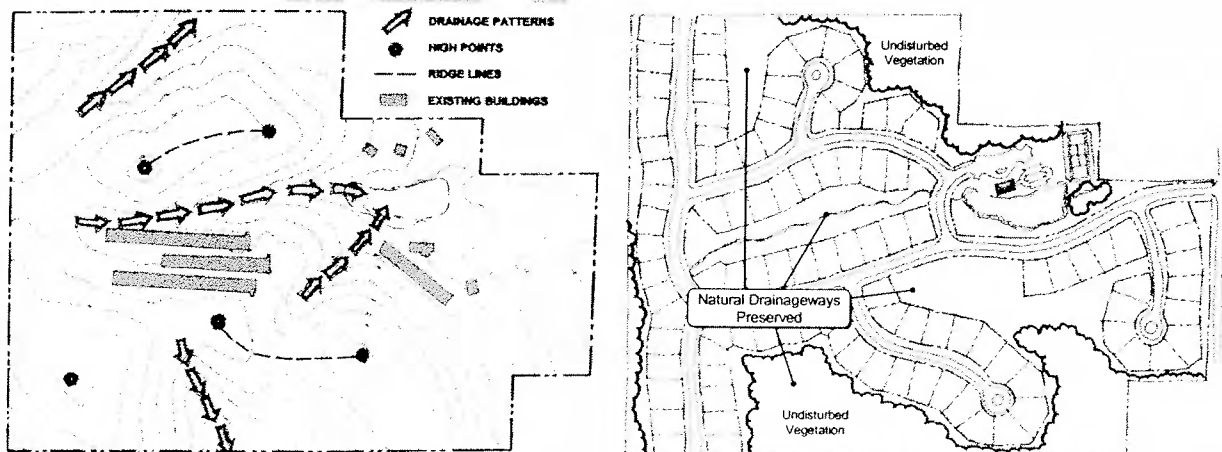 DRAINAGE PATTERNS
HIGH POINTS
RIDGE LINES
EXISTING BUILDINGS
Undisturbed
Vegetation
Natural Drainageways
Preserved
Undisturbed
Vegetation